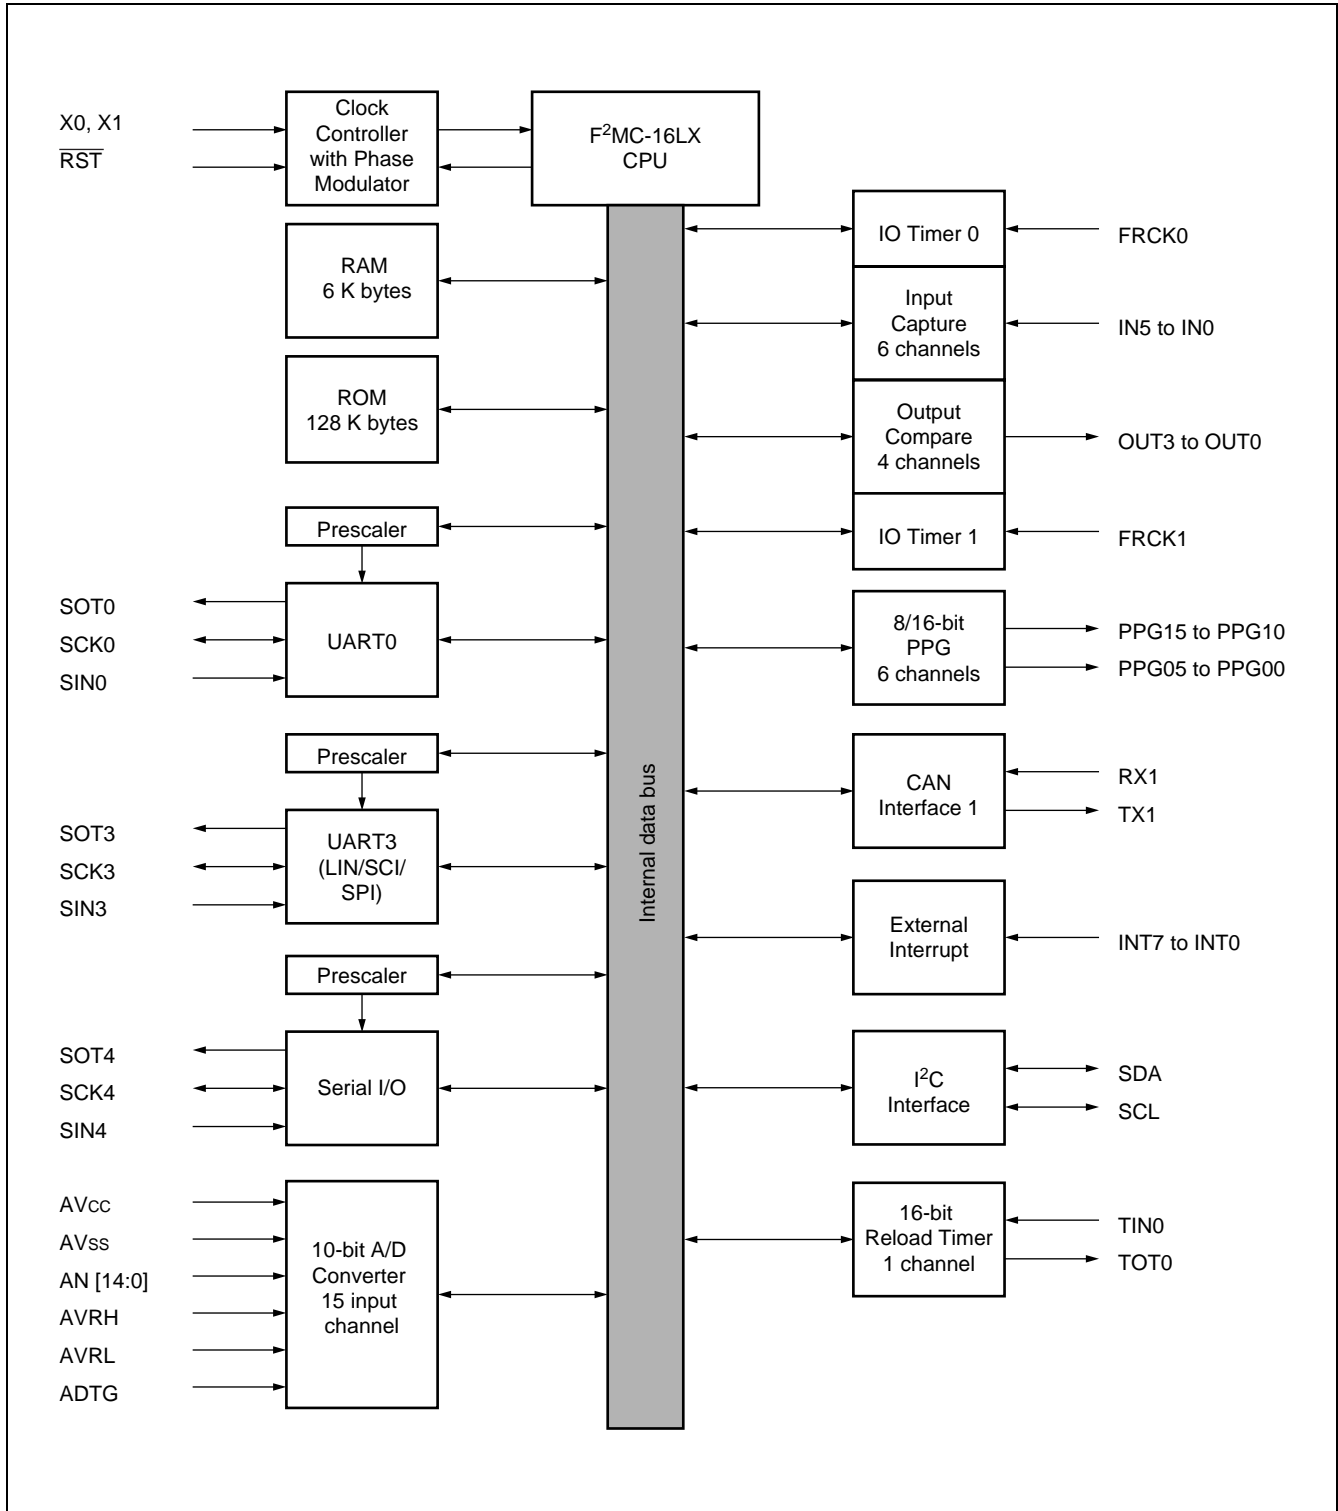 X0, X1
RST
Clock
Controller
with Phase
Modulator
F²MC-16LX
CPU
RAM
6 K bytes
ROM
128 K bytes
Prescaler
SOT0
SCK0
SIN0
UART0
Prescaler
SOT3
SCK3
SIN3
UART3
(LIN/SCI/
SPI)
Prescaler
SOT4
SCK4
SIN4
Serial I/O
AVCC
AVSS
AN [14:0]
AVRH
AVRL
ADTG
10-bit A/D
Converter
15 input
channel
Internal data bus
IO Timer 0
FRCK0
Input
Capture
6 channels
IN5 to IN0
Output
Compare
4 channels
OUT3 to OUT0
IO Timer 1
FRCK1
8/16-bit
PPG
6 channels
PPG15 to PPG10
PPG05 to PPG00
CAN
Interface 1
RX1
TX1
External
Interrupt
INT7 to INT0
I²C
Interface
SDA
SCL
16-bit
Reload Timer
1 channel
TIN0
TOT0